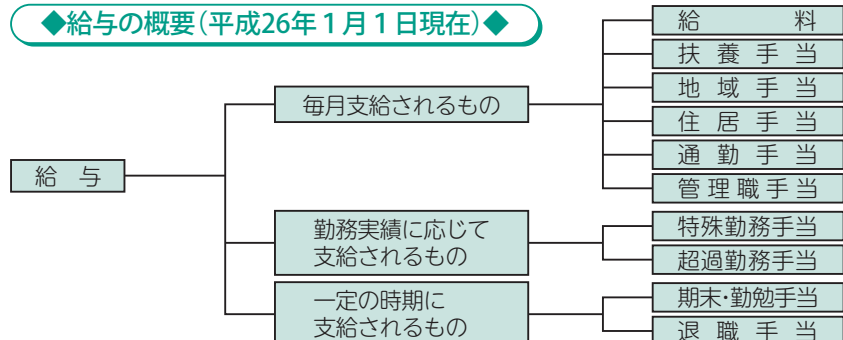 ◆給与の概要(平成26年1月1日現在)◆
給料
扶養手当
地域手当
毎月支給されるもの
住居手当
通勤手当
給与
管理職手当
勤務実績に応じて
支給されるもの
特殊勤務手当
超過勤務手当
一定の時期に
支給されるもの
期末・勤勉手当
退職手当